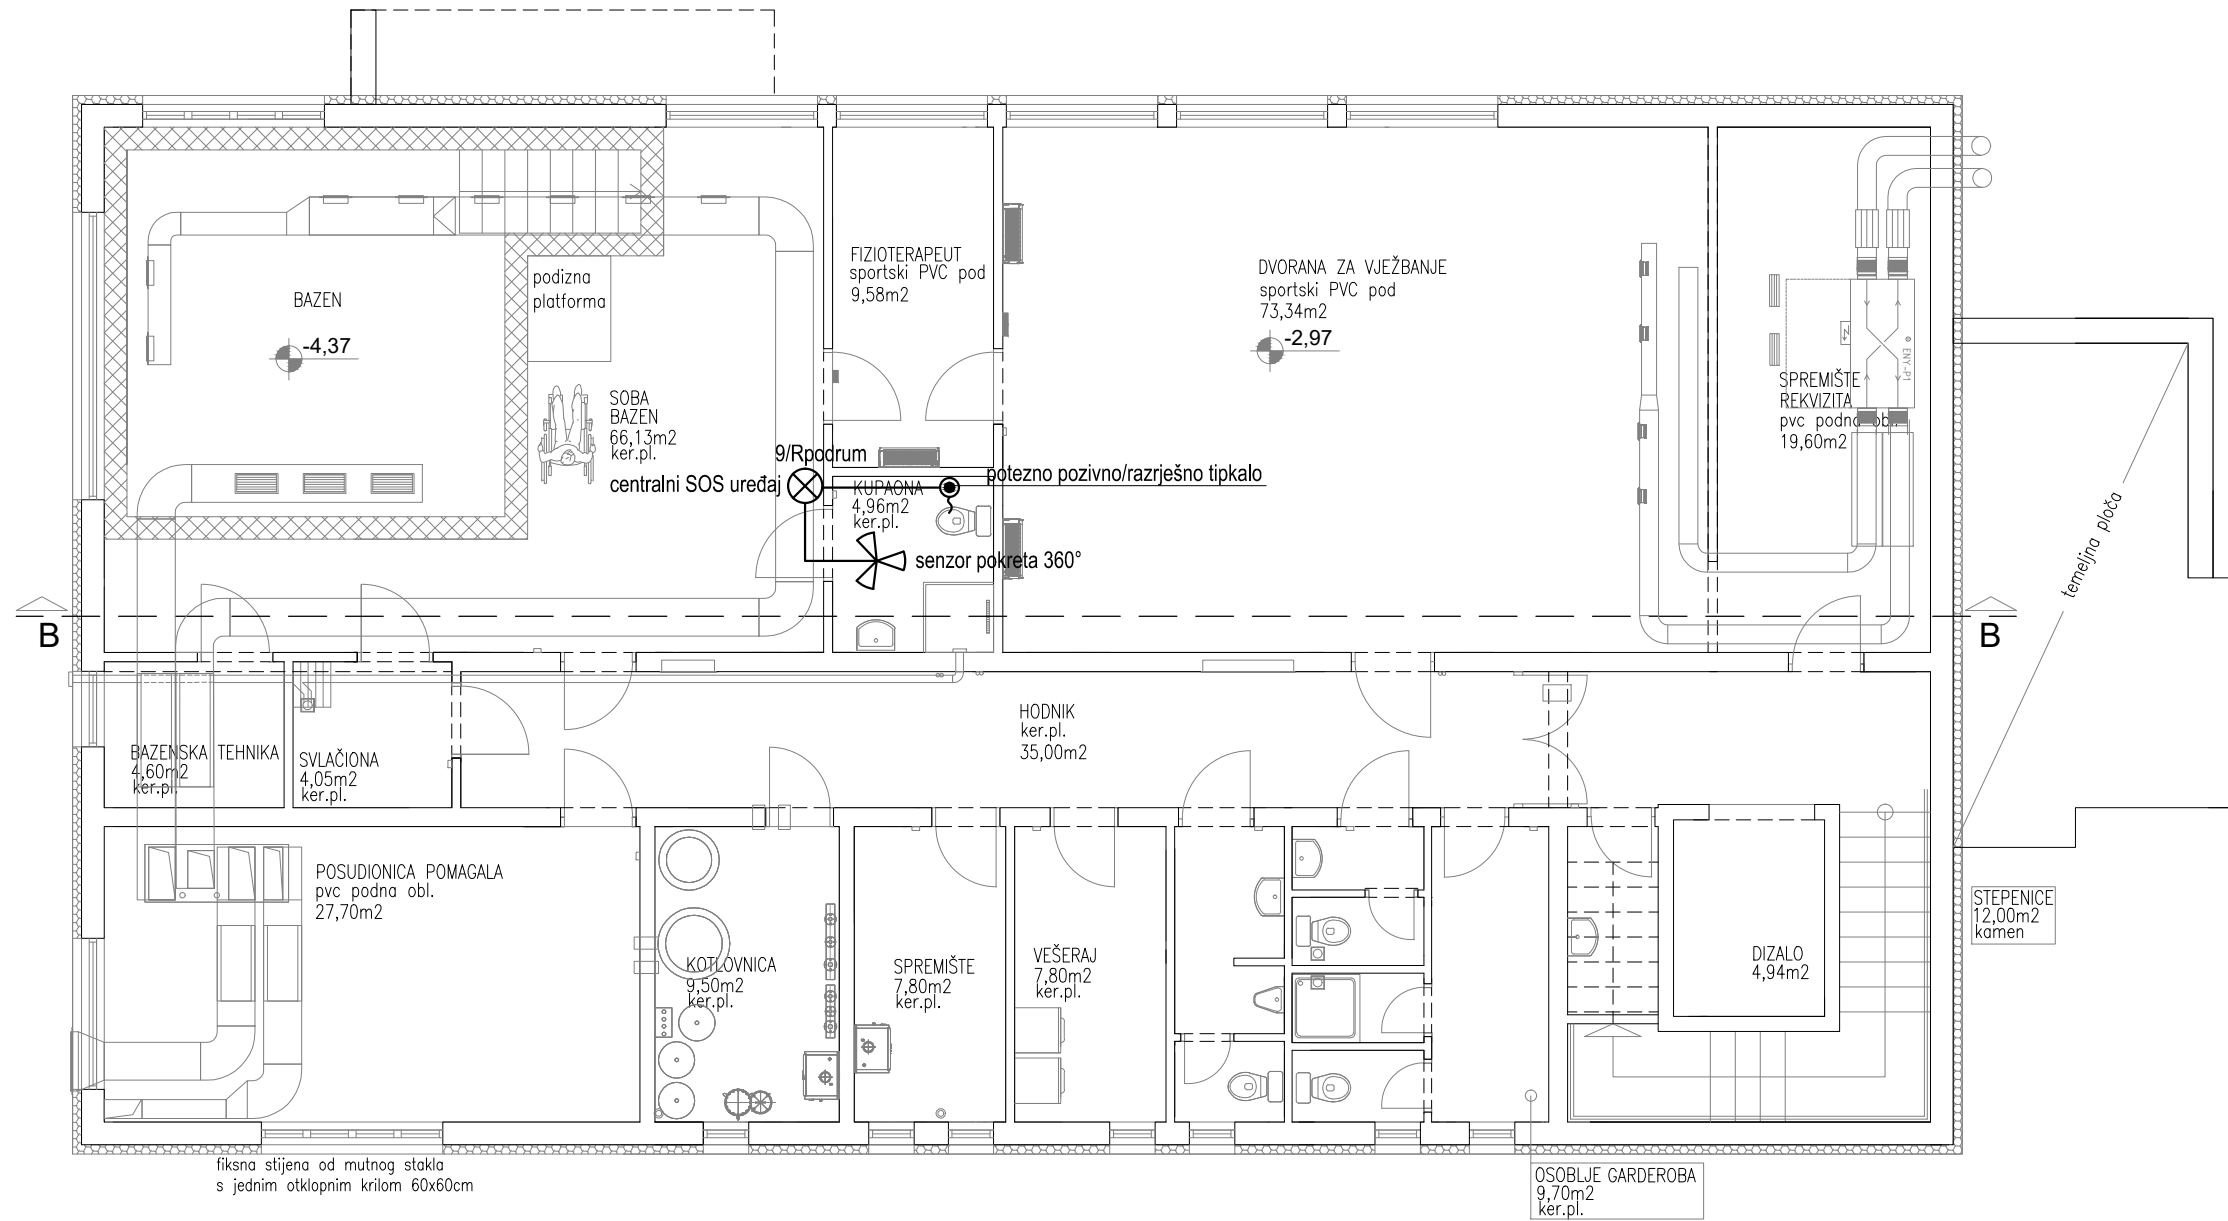 FIZIOTERAPEUT
sportski PVC pod
9,58m2
DVORANA ZA VJEŽBANJE
sportski PVC pod
73,34m2
-2,97
podizna
platforma
BAZEN
-4,37
ENY-P1
SPREMIŠTE
REKVIZITA
pvc podna obl.
19,60m2
SOBA
BAZEN
66,13m2
ker.pl.
9/Rpodrum
centralni SOS uređaj
potezno pozivno/razrješno tipkalo
KUPAONA
4,96m2
ker.pl.
senzor pokreta 360°
temeljna ploča
B
B
HODNIK
ker.pl.
35,00m2
BAZENSKA TEHNIKA
4,60m2
ker.pl.
SVLAČIONA
4,05m2
ker.pl.
POSUDIONICA POMAGALA
pvc podna obl.
27,70m2
KOTLOVNICA
9,50m2
ker.pl.
SPREMIŠTE
7,80m2
ker.pl.
VEŠERAJ
7,80m2
ker.pl.
DIZALO
4,94m2
STEPENICE
12,00m2
kamen
fiksna stijena od mutnog stakla
s jednim otklopnim krilom 60x60cm
OSOBLJE GARDEROBA
9,70m2
ker.pl.